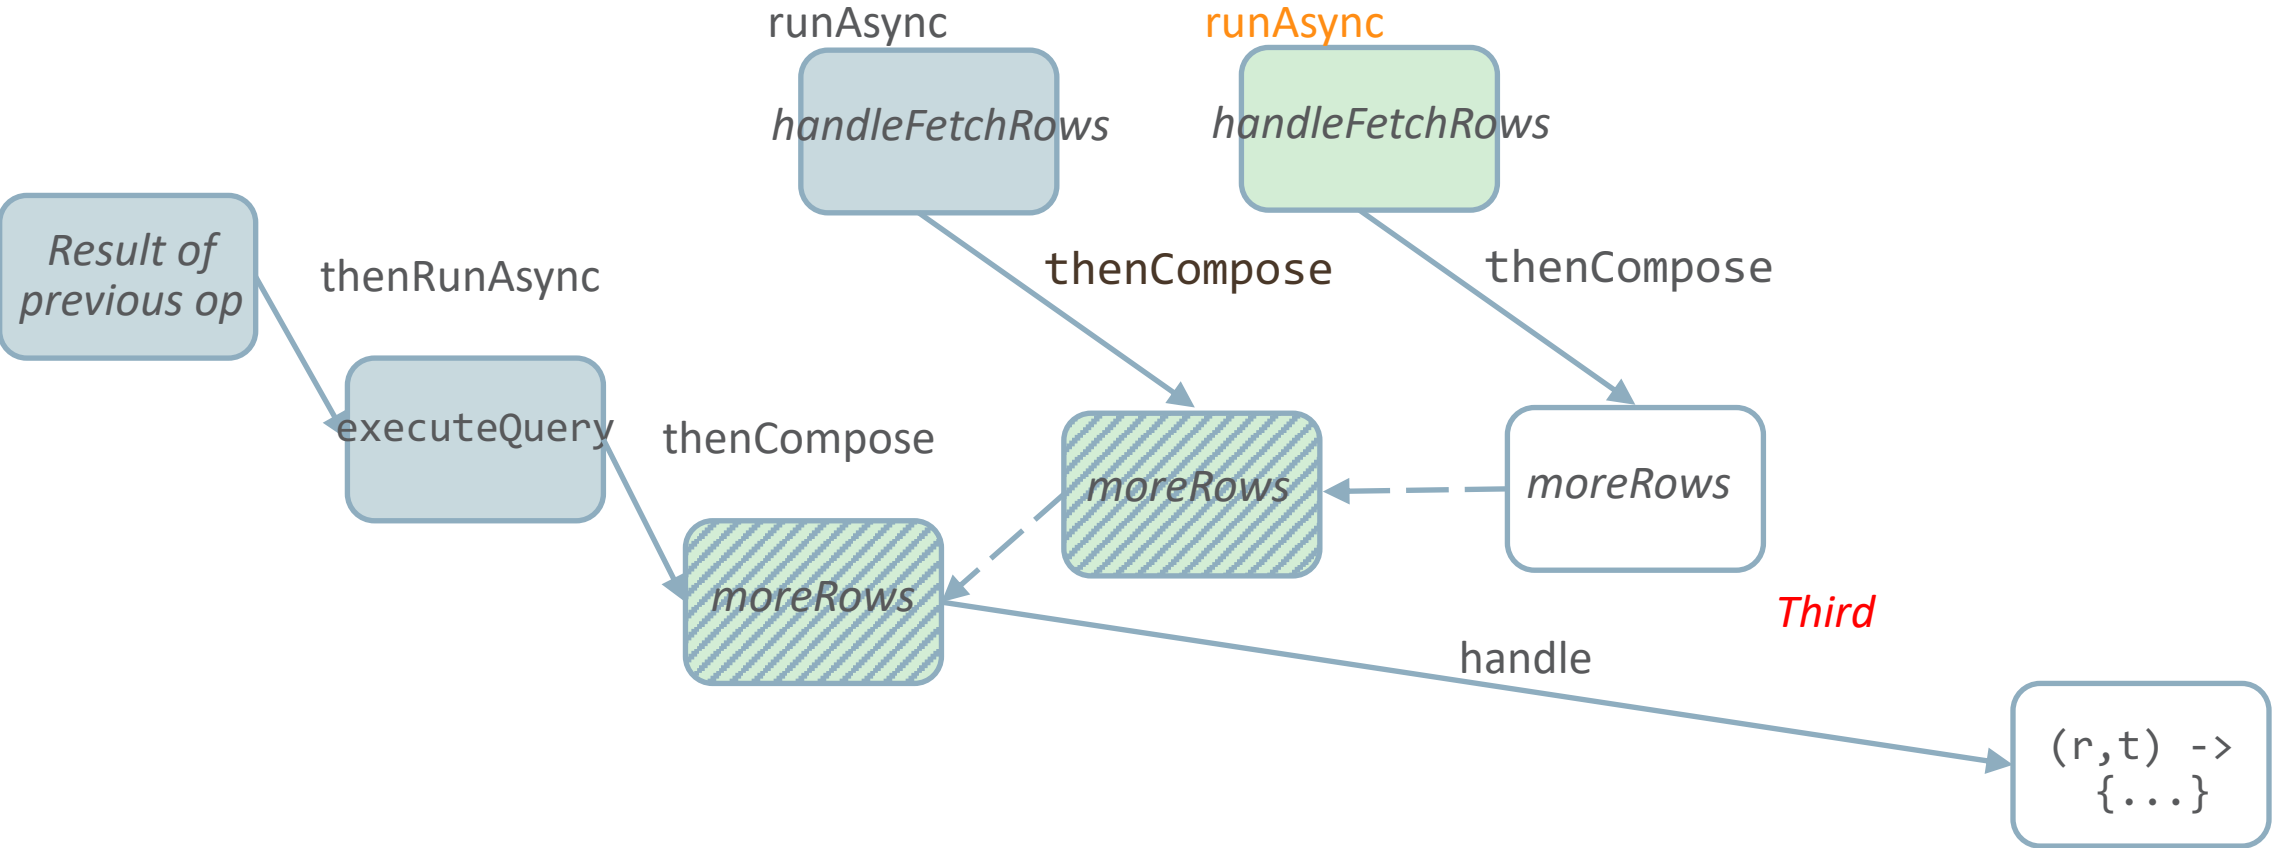 runAsync
runAsync
handleFetchRows
handleFetchRows
Result of
previous op
thenRunAsync
thenCompose
thenCompose
executeQuery
thenCompose
moreRows
moreRows
moreRows
Third
handle
(r,t) ->
{...}